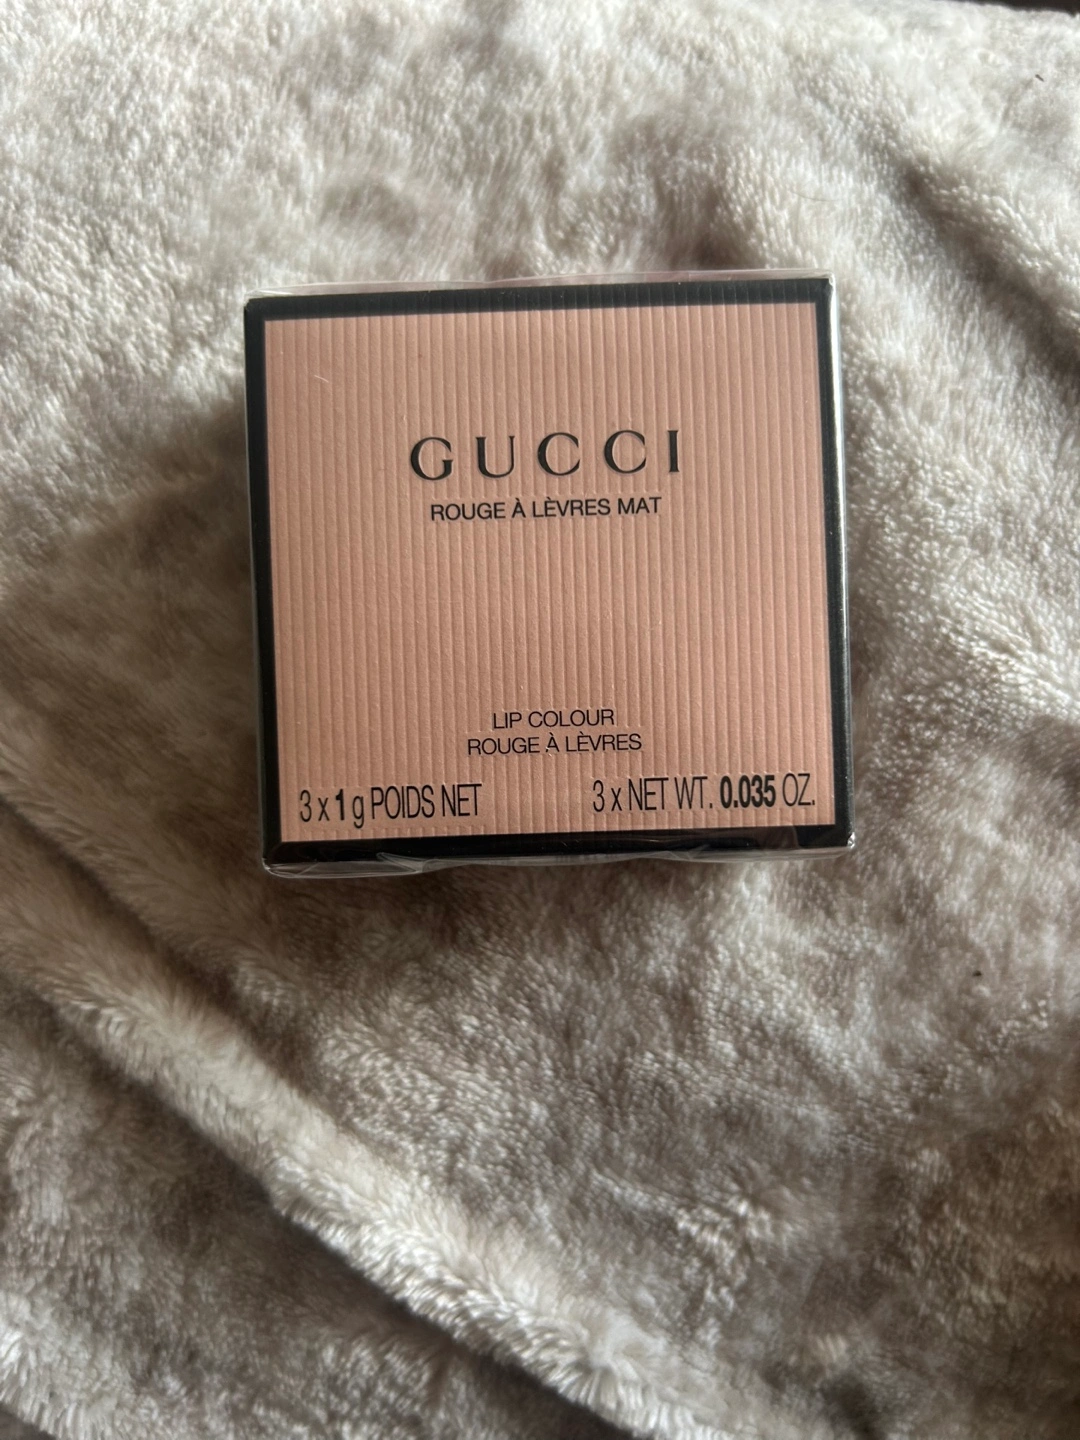 GUCCI
ROUGE À LÈVRES MAT
LIP COLOUR
ROUGE À LÈVRES
3 x 1 g POIDS NET 3 x NET WT. 0.035 OZ.